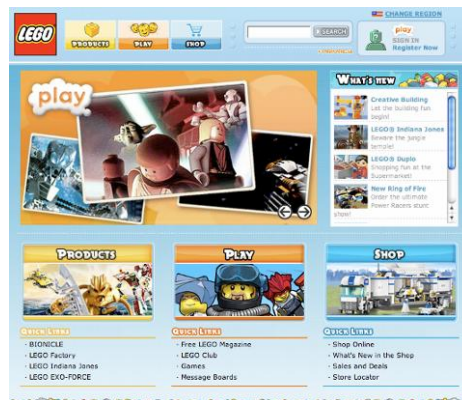 CHANGE REGION
LEGO
PRODUCTS
PLAY
SHOP
SEARCH
play
SIGN IN
Register Now
play
WHAT'S NEW
Creative Building
Let the building fun
begin!
LEGO® Indiana Jones
Beware the jungle
temple!
LEGO® Duplo
Shopping fun at the
Supermarket!
New Ring of Fire
Order the ultimate
Power Racers stunt
show!
PRODUCTS
PLAY
SHOP
QUICK LINKS
- BIONICLE
- LEGO Factory
- LEGO Indiana Jones
- LEGO EXO-FORCE
QUICK LINKS
- Free LEGO Magazine
- LEGO Club
- Games
- Message Boards
QUICK LINKS
- Shop Online
- What's New in the Shop
- Sales and Deals
- Store Locator